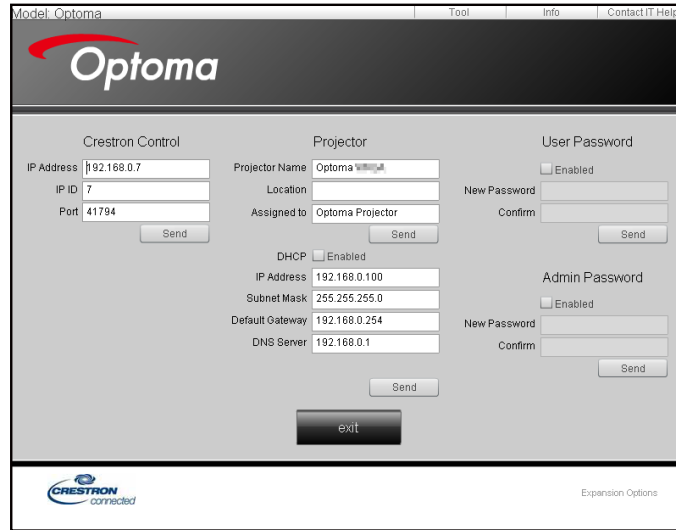 Model: Optoma
Tool
Info
Contact IT Help
Optoma
Crestron Control
IP Address 192.168.0.7
IP ID 7
Port 41794
Send
Projector
Projector Name Optoma
Location
Assigned to Optoma Projector
Send
DHCP Enabled
IP Address 192.168.0.100
Subnet Mask 255.255.255.0
Default Gateway 192.168.0.254
DNS Server 192.168.0.1
Send
User Password
Enabled
New Password
Confirm
Send
Admin Password
Enabled
New Password
Confirm
Send
exit
CRESTRON
connected
Expansion Options